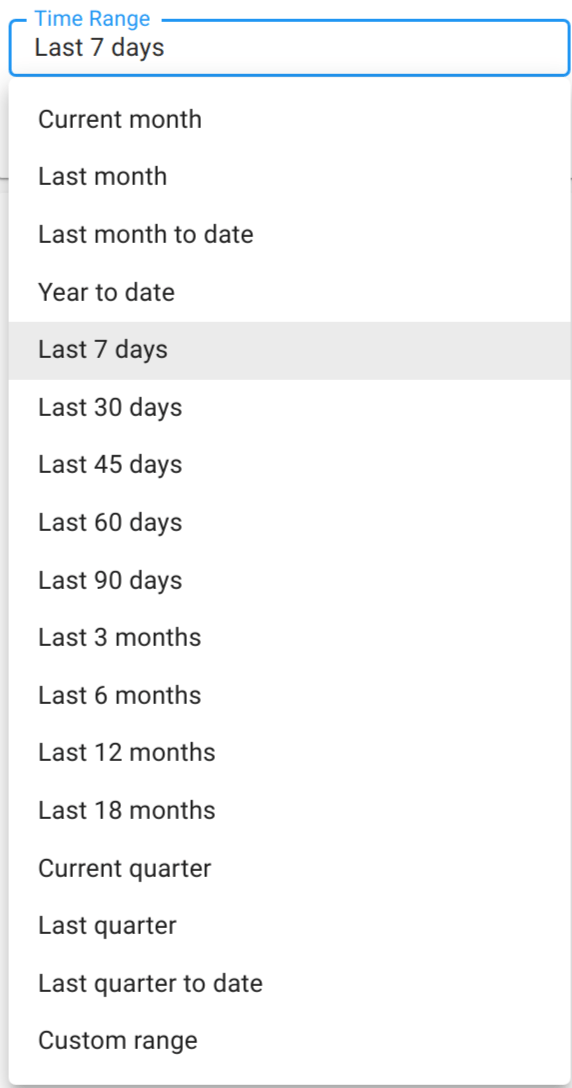 Time Range
Last 7 days
Current month
Last month
Last month to date
Year to date
Last 7 days
Last 30 days
Last 45 days
Last 60 days
Last 90 days
Last 3 months
Last 6 months
Last 12 months
Last 18 months
Current quarter
Last quarter
Last quarter to date
Custom range